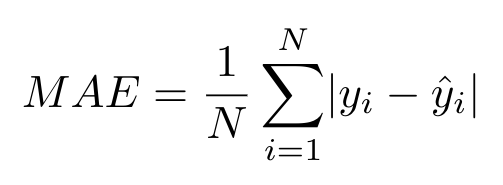 MAE = \frac{1}{N} \sum_{i=1}^{N} |y_i - \hat{y}_i|